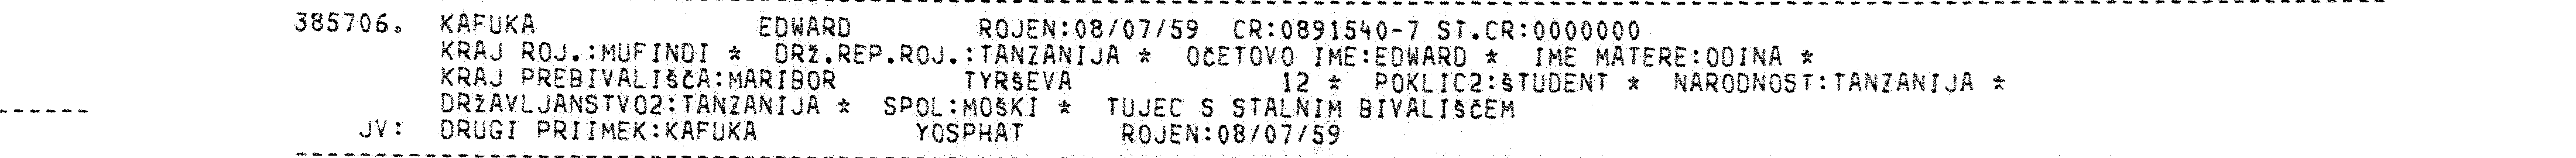 385706. KAFUKA EDWARD ROJEN:08/07/59 CR:0891540-7 ST.CR:0000000
KRAJ ROJ.:MUFINDI * DRŽ.REP.ROJ.:TANZANIJA * OČETOVO IME:EDWARD * IME MATERE:ODINA *
KRAJ PREBIVALIŠČA:MARIBOR TYRŠEVA 12 * POKLIC2:ŠTUDENT * NARODNOST:TANZANIJA *
DRŽAVLJANSTVO2:TANZANIJA * SPOL:MOŠKI * TUJEC S STALNIM BIVALIŠČEM
JV: DRUGI PRIIMEK:KAFUKA YOSPHAT ROJEN:08/07/59